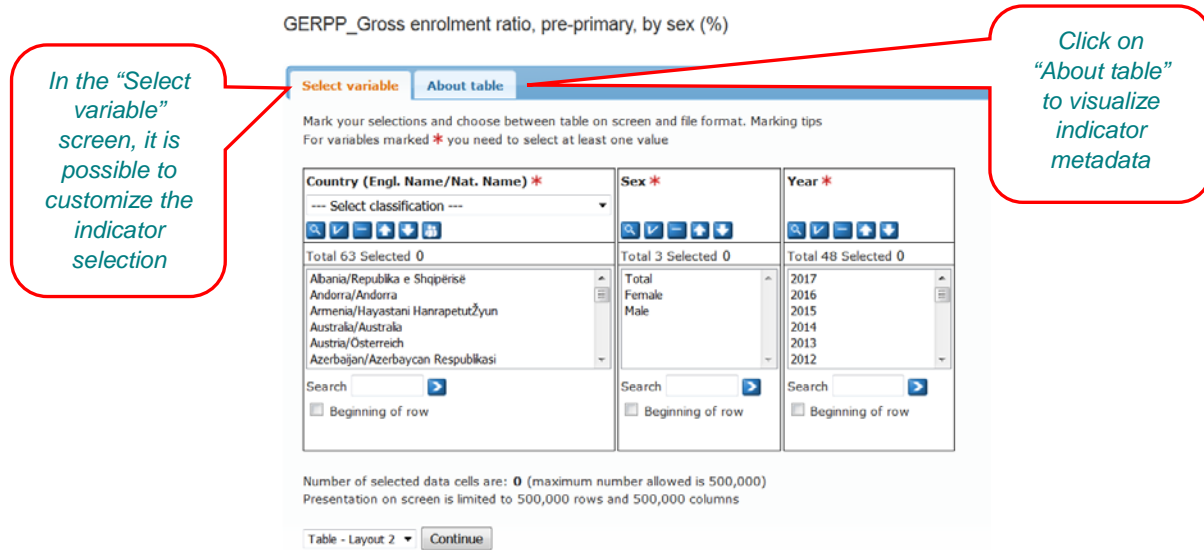 GERPP_Gross enrolment ratio, pre-primary, by sex (%)
In the “Select
variable”
screen, it is
possible to
customize the
indicator
selection
Click on
“About table”
to visualize
indicator
metadata
Select variable
About table
Mark your selections and choose between table on screen and file format. Marking tips
For variables marked * you need to select at least one value
Country (Engl. Name/Nat. Name) *
--- Select classification ---
Total 63 Selected 0
Albania/Republika e Shqipërisë
Andorra/Andorra
Armenia/Hayastani HanrapetutŽyun
Australia/Australia
Austria/Österreich
Azerbaijan/Azerbaycan Respublikasi
Search
Beginning of row
Sex *
Total 3 Selected 0
Total
Female
Male
Search
Beginning of row
Year *
Total 48 Selected 0
2017
2016
2015
2014
2013
2012
Search
Beginning of row
Number of selected data cells are: 0 (maximum number allowed is 500,000)
Presentation on screen is limited to 500,000 rows and 500,000 columns
Table - Layout 2
Continue